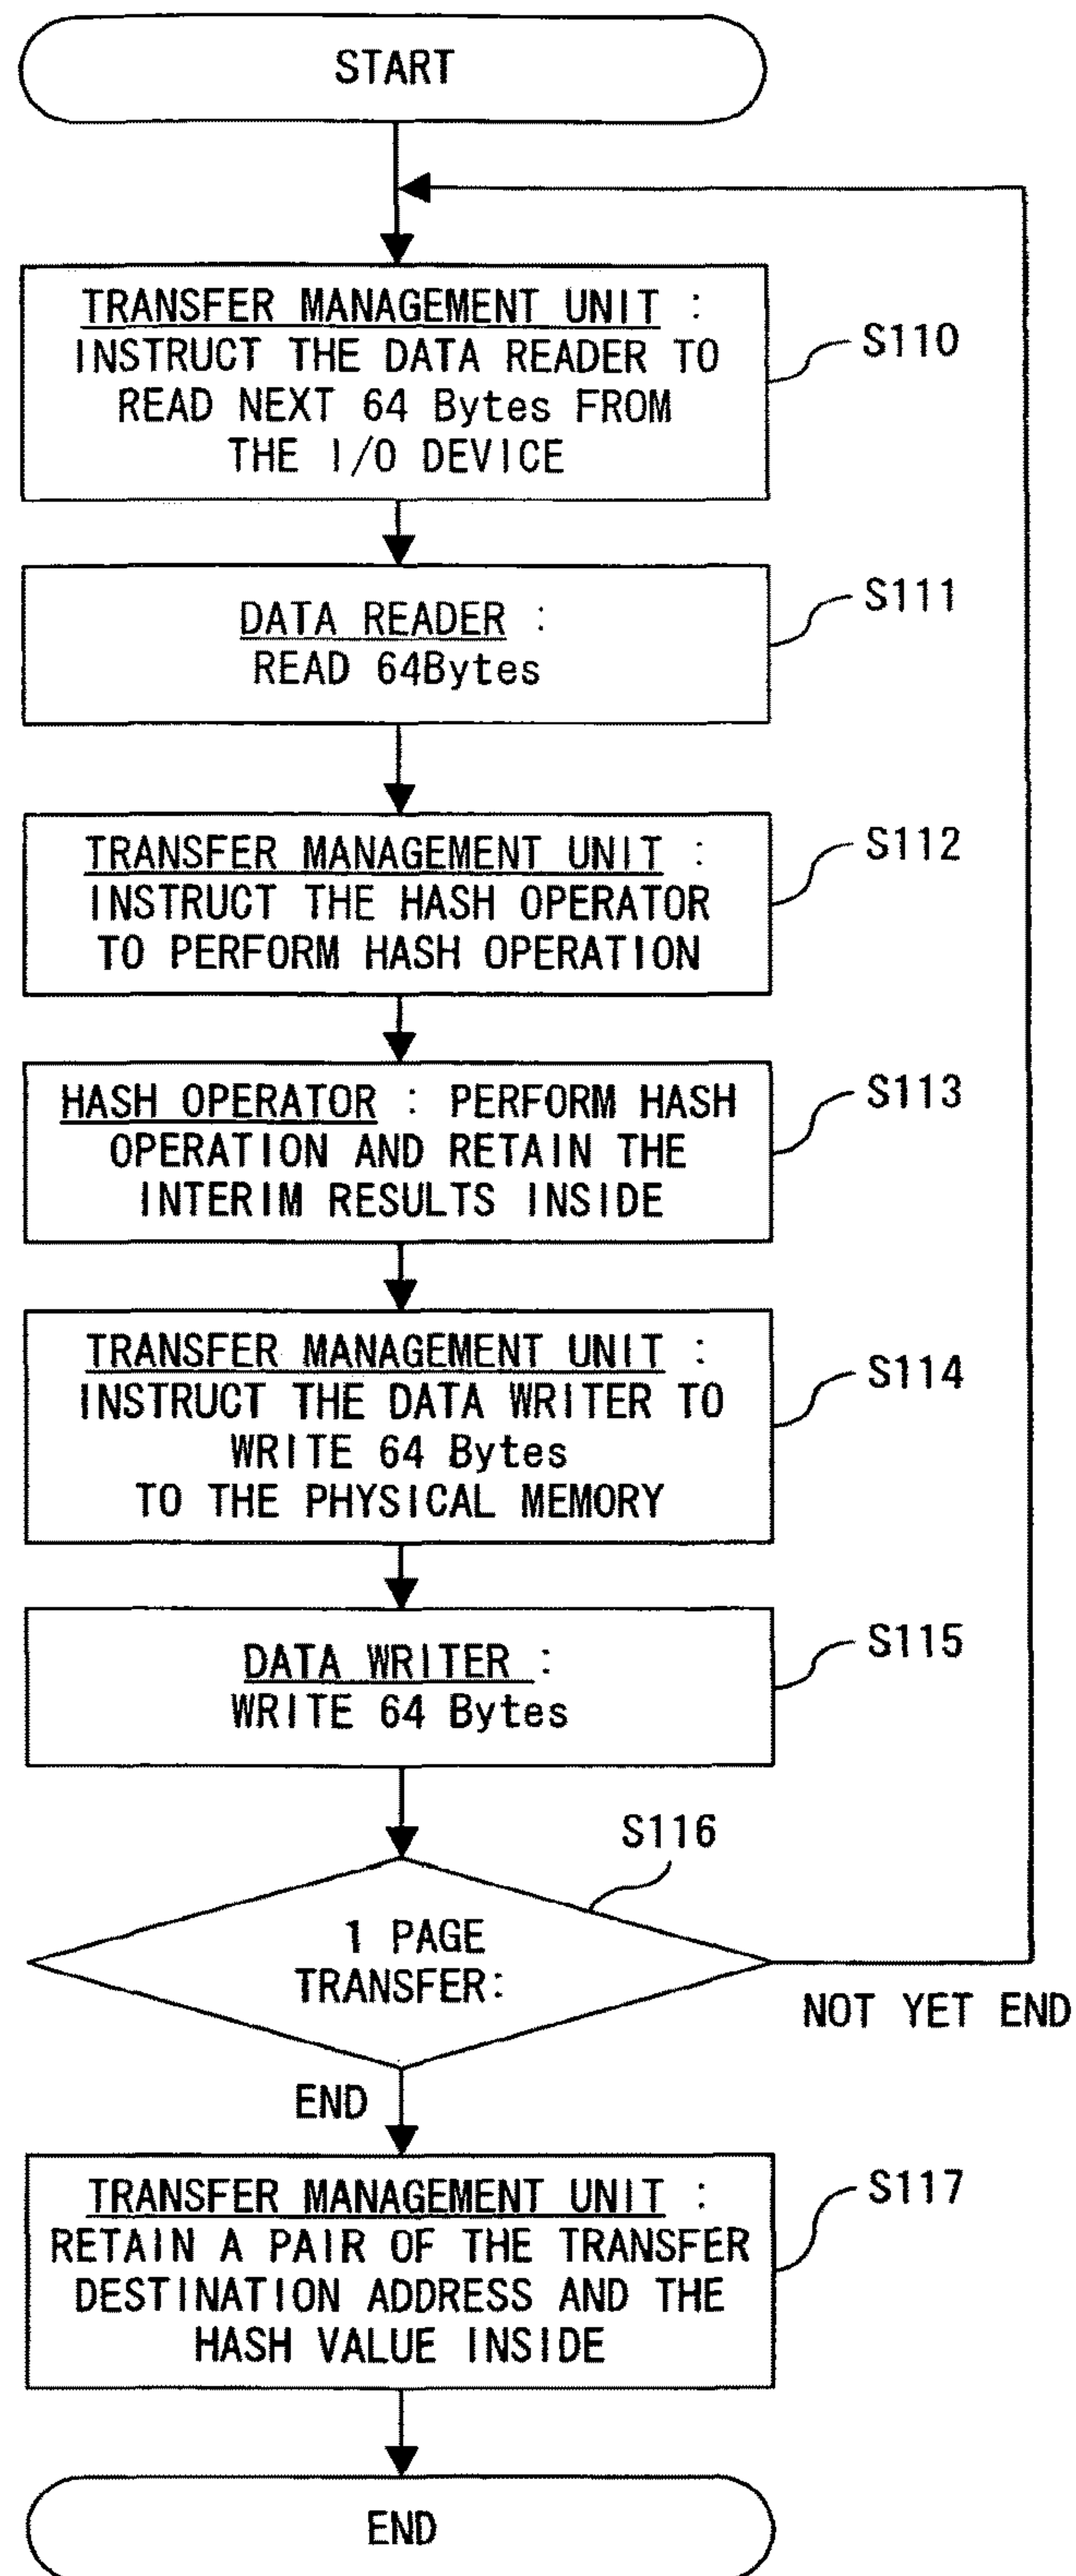 START
TRANSFER MANAGEMENT UNIT :
INSTRUCT THE DATA READER TO
READ NEXT 64 Bytes FROM
THE I/O DEVICE
S110
DATA READER :
READ 64Bytes
S111
TRANSFER MANAGEMENT UNIT :
INSTRUCT THE HASH OPERATOR
TO PERFORM HASH OPERATION
S112
HASH OPERATOR : PERFORM HASH
OPERATION AND RETAIN THE
INTERIM RESULTS INSIDE
S113
TRANSFER MANAGEMENT UNIT :
INSTRUCT THE DATA WRITER TO
WRITE 64 Bytes
TO THE PHYSICAL MEMORY
S114
DATA WRITER :
WRITE 64 Bytes
S115
S116
1 PAGE
TRANSFER:
NOT YET END
END
TRANSFER MANAGEMENT UNIT :
RETAIN A PAIR OF THE TRANSFER
DESTINATION ADDRESS AND THE
HASH VALUE INSIDE
S117
END